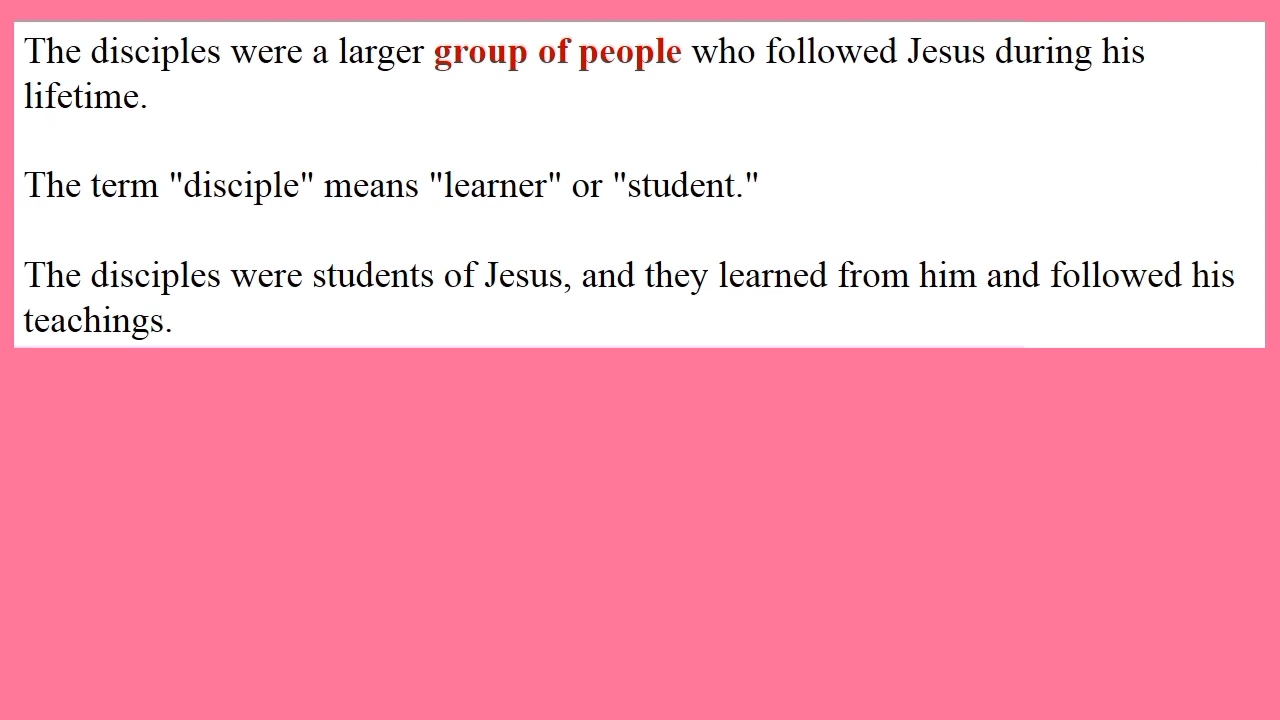 The disciples were a larger group of people who followed Jesus during his
lifetime.
The term "disciple" means "learner" or "student."
The disciples were students of Jesus, and they learned from him and followed his
teachings.